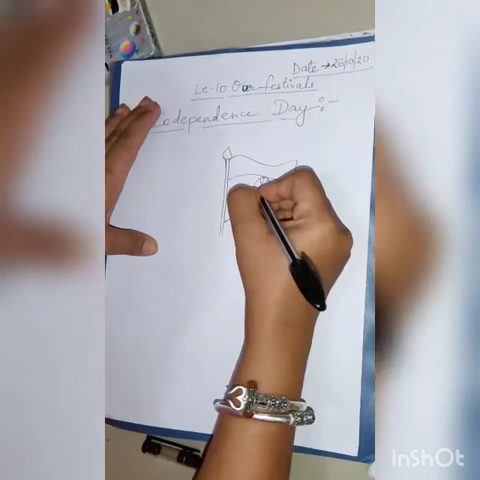 Date → 26/10/20
Le-10 Our festivals
Independence Day :-
InShOt